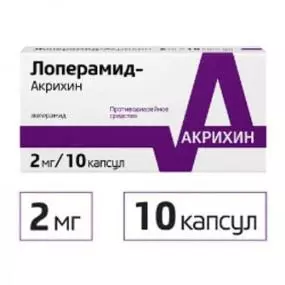 Лоперамид-
Акрихин
Противодиарейное
средство
лоперамид
АКРИХИН
2 мг/10 капсул
2 мг
10 капсул